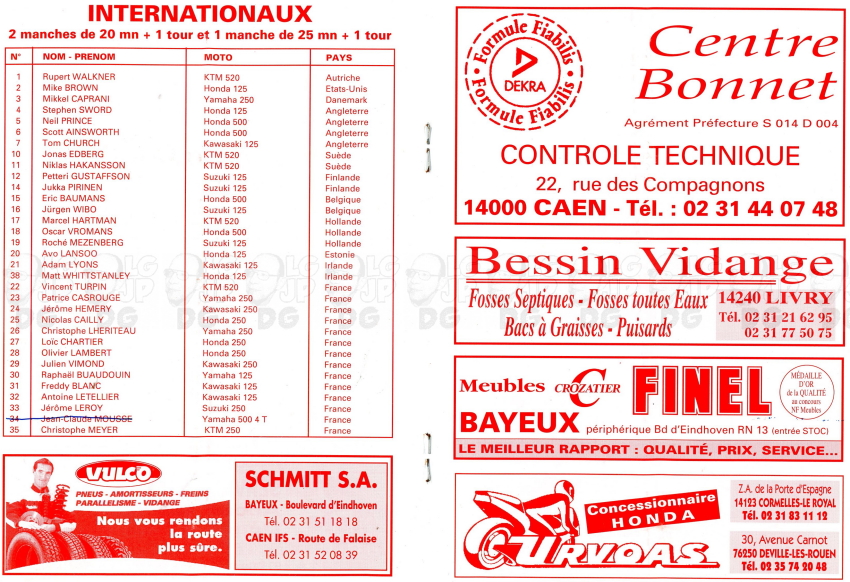 INTERNATIONAUX
2 manches de 20 mn + 1 tour et 1 manche de 25 mn + 1 tour
N° NOM - PRENOM MOTO PAYS
1 Rupert WALKNER KTM 520 Autriche
2 Mike BROWN Honda 125 Etats-Unis
3 Mikkel CAPRANI Yamaha 250 Danemark
4 Stephen SWORD Honda 125 Angleterre
5 Neil PRINCE Honda 500 Angleterre
6 Scott AINSWORTH Honda 500 Angleterre
7 Tom CHURCH Kawasaki 125 Angleterre
10 Jonas EDBERG KTM 520 Suède
11 Niklas HAKANSSON KTM 520 Suède
12 Petteri GUSTAFFSON Suzuki 125 Finlande
14 Jukka PIRINEN Suzuki 125 Finlande
15 Eric BAUMANS Honda 500 Belgique
16 Jürgen WIBO Suzuki 125 Belgique
17 Marcel HARTMAN KTM 520 Hollande
18 Oscar VROMANS Honda 250 Hollande
19 Roché MEZENBERG Suzuki 125 Hollande
20 Avo LANSOO Honda 125 Estonie
21 Adam LYONS Kawasaki 125 Irlande
38 Matt WHITTSTANLEY Honda 125 Irlande
22 Vincent TURPIN KTM 520 France
23 Patrice CASROUGE Yamaha 250 France
24 Jérôme HEMERY Kawasaki 250 France
25 Nicolas CAILLY Honda 250 France
26 Christophe LHERITEAU Yamaha 250 France
27 Loïc CHARTIER Honda 250 France
28 Olivier LAMBERT Honda 250 France
29 Julien VIMOND Kawasaki 250 France
30 Raphaël BUAUDOUIN Yamaha 125 France
31 Freddy BLANC Kawasaki 125 France
32 Antoine LETELLIER Kawasaki 125 France
33 Jérôme LEROY Suzuki 250 France
34 Jean-Claude MOUSSE Yamaha 500 4 T France
35 Christophe MEYER KTM 250 France
VULCO
PNEUS - AMORTISSEURS - FREINS
PARALLELISME - VIDANGE
Nous vous rendons
la route
plus sûre.
SCHMITT S.A.
BAYEUX - Boulevard d'Eindhoven
Tél. 02 31 51 18 18
CAEN IFS - Route de Falaise
Tél. 02 31 52 08 39
Formule Fiabilis
DEKRA
Formule Fiabilis
Centre
Bonnet
Agrément Préfecture S 014 D 004
CONTROLE TECHNIQUE
22, rue des Compagnons
14000 CAEN - Tél. : 02 31 44 07 48
Bessin Vidange
Fosses Septiques - Fosses toutes Eaux
Bacs à Graisses - Puisards
14240 LIVRY
Tél. 02 31 21 62 95
02 31 77 50 75
Meubles CROZATIER FINEL
MÉDAILLE
D'OR
de la QUALITÉ
au concours
NF Meubles
BAYEUX périphérique Bd d'Eindhoven RN 13 (entrée STOC)
LE MEILLEUR RAPPORT : QUALITÉ, PRIX, SERVICE...
Concessionnaire
HONDA
CURVOAS
Z.A. de la Porte d'Espagne
14123 CORMELLES-LE ROYAL
Tél. 02 31 83 11 12
30, Avenue Carnot
76250 DEVILLE-LES-ROUEN
Tél. 02 35 74 20 48
LG
JP
DG